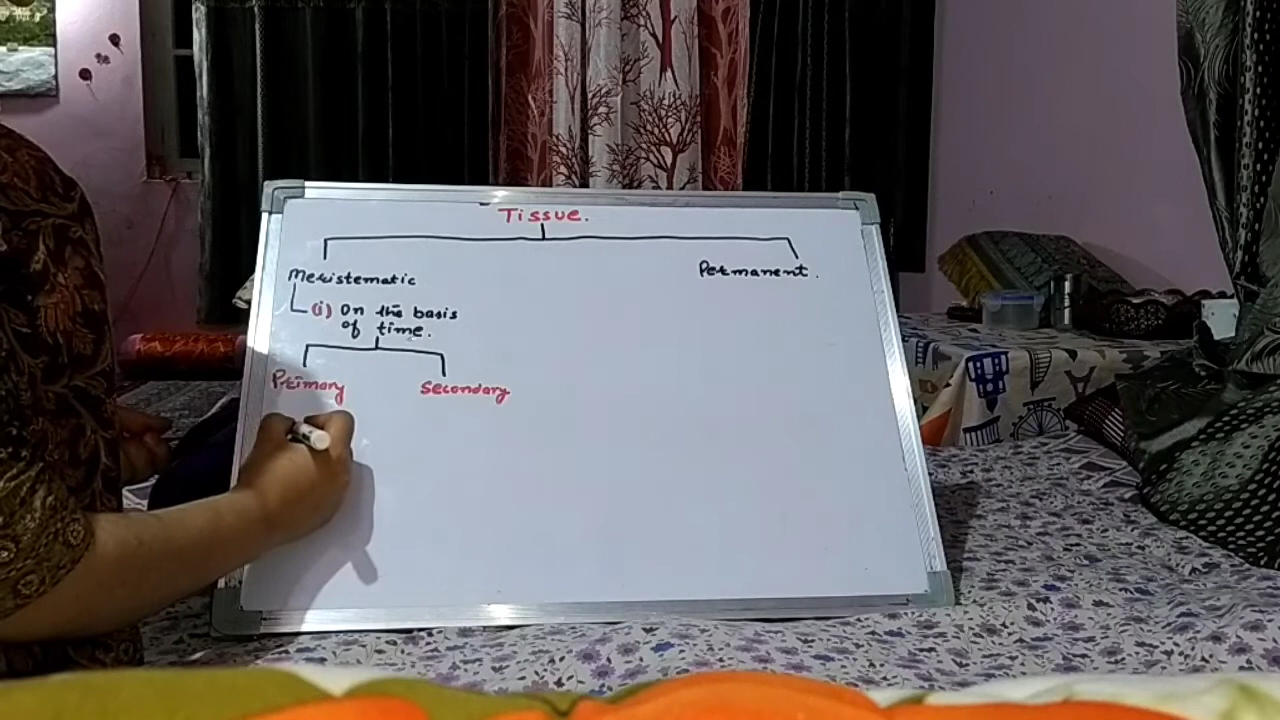 Tissue.
Meristematic
Permanent.
(i) On the basis
of time.
Primary
Secondary